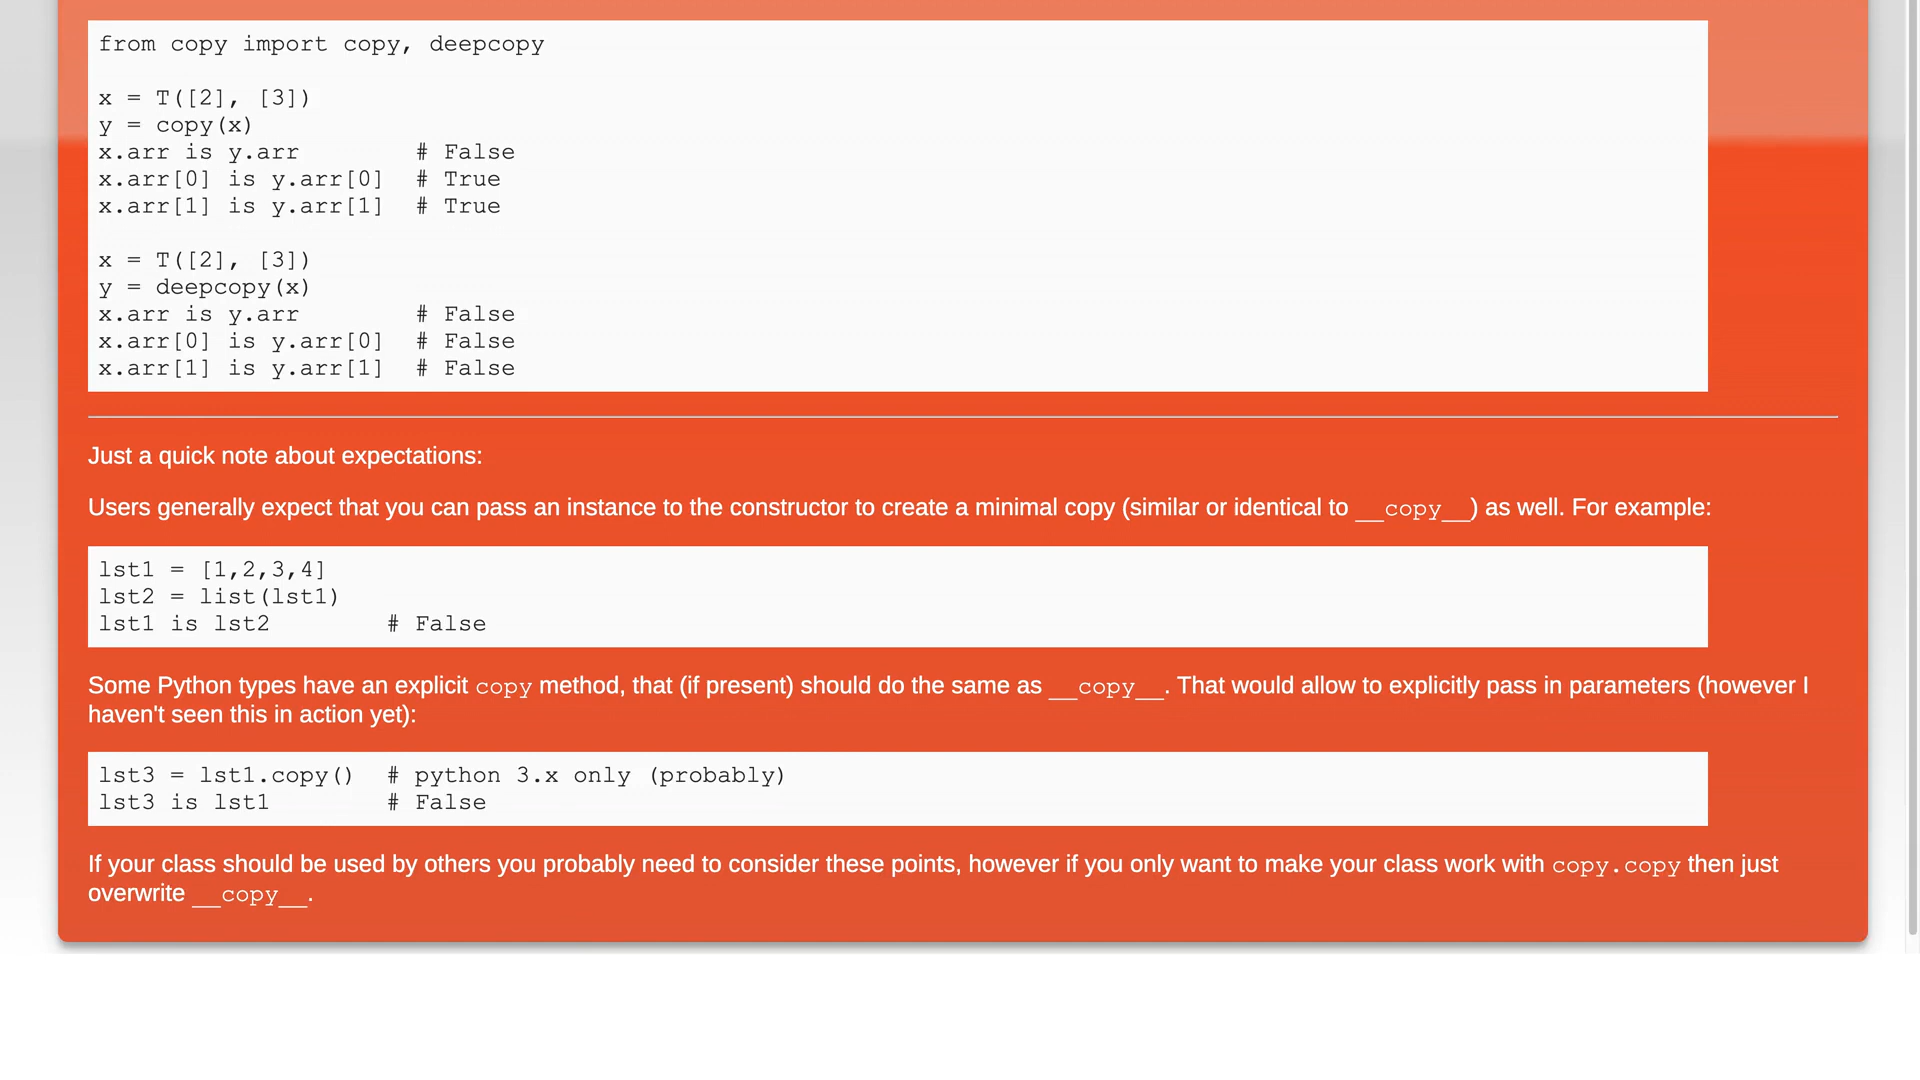 from copy import copy, deepcopy
x = T([2], [3])
y = copy(x)
x.arr is y.arr        # False
x.arr[0] is y.arr[0]  # True
x.arr[1] is y.arr[1]  # True
x = T([2], [3])
y = deepcopy(x)
x.arr is y.arr        # False
x.arr[0] is y.arr[0]  # False
x.arr[1] is y.arr[1]  # False
Just a quick note about expectations:
Users generally expect that you can pass an instance to the constructor to create a minimal copy (similar or identical to __copy__) as well. For example:
lst1 = [1,2,3,4]
lst2 = list(lst1)
lst1 is lst2        # False
Some Python types have an explicit copy method, that (if present) should do the same as __copy__. That would allow to explicitly pass in parameters (however I
haven't seen this in action yet):
lst3 = lst1.copy()  # python 3.x only (probably)
lst3 is lst1        # False
If your class should be used by others you probably need to consider these points, however if you only want to make your class work with copy.copy then just
overwrite __copy__.